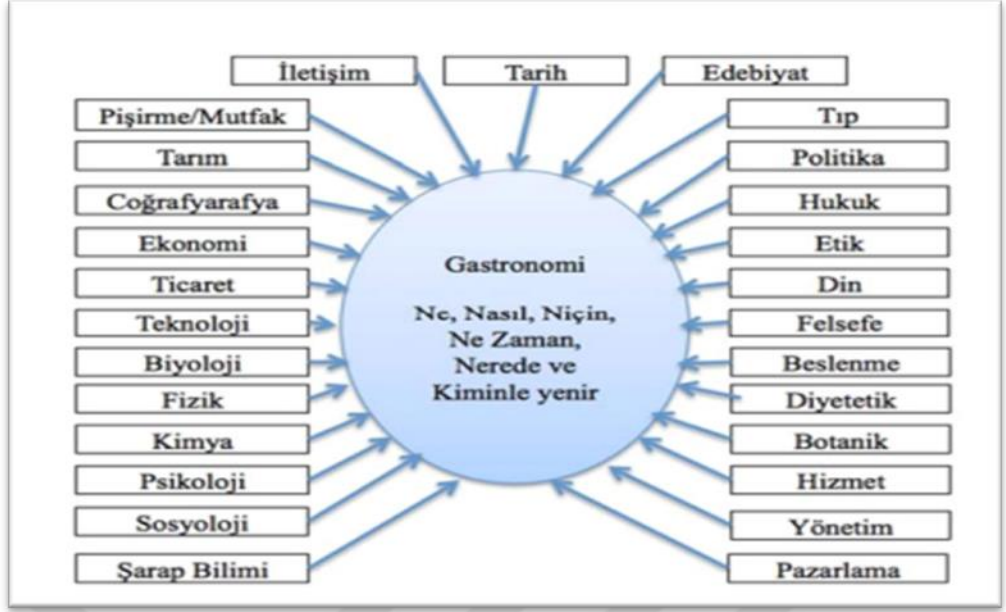 İletişim
Tarih
Edebiyat
Pişirme/Mutfak
Tarım
Coğrafyarafya
Ekonomi
Ticaret
Teknoloji
Biyoloji
Fizik
Kimya
Psikoloji
Sosyoloji
Şarap Bilimi
Gastronomi
Ne, Nasıl, Niçin,
Ne Zaman,
Nerede ve
Kiminle yenir
Tıp
Politika
Hukuk
Etik
Din
Felsefe
Beslenme
Diyetetik
Botanik
Hizmet
Yönetim
Pazarlama